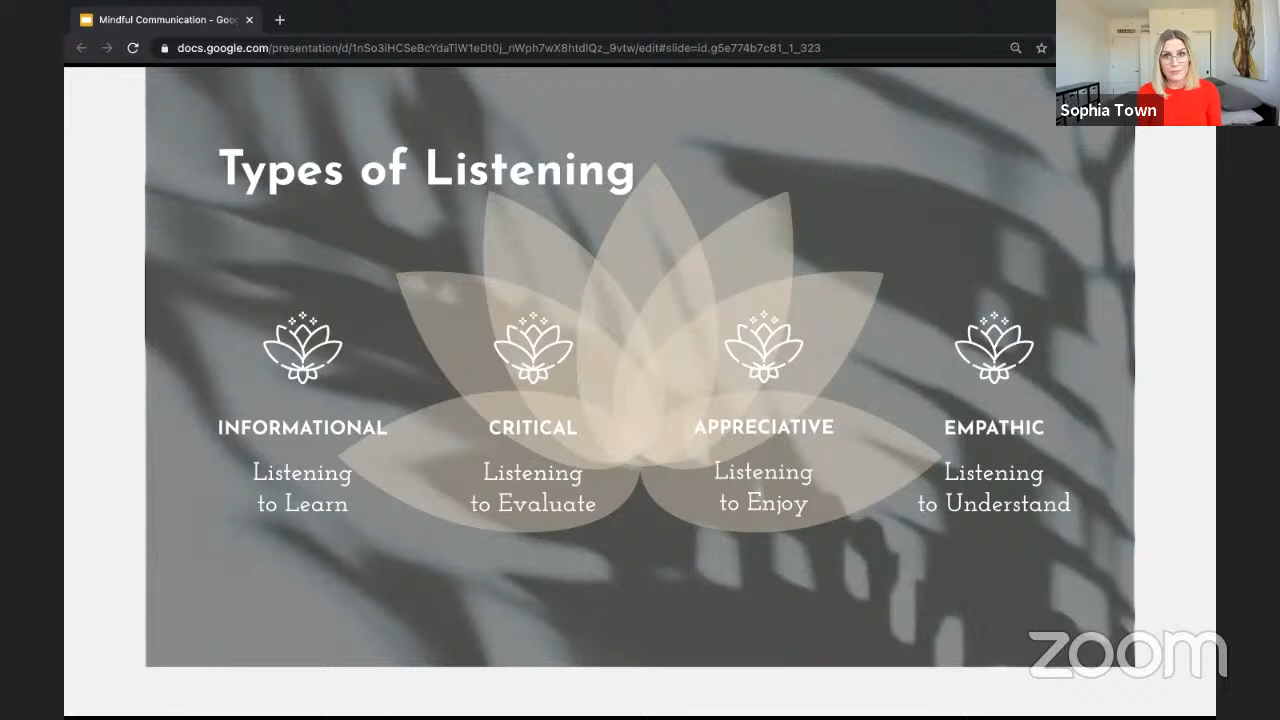 Mindful Communication - Goo
docs.google.com/presentation/d/1nSo3iHCSeBcYdaTiW1eDt0j_nWph7wX8htdlQz_9vtw/edit#slide=id.g5e774b7c81_1_323
Sophia Town
Types of Listening
INFORMATIONAL
Listening
to Learn
CRITICAL
Listening
to Evaluate
APPRECIATIVE
Listening
to Enjoy
EMPATHIC
Listening
to Understand
zoom